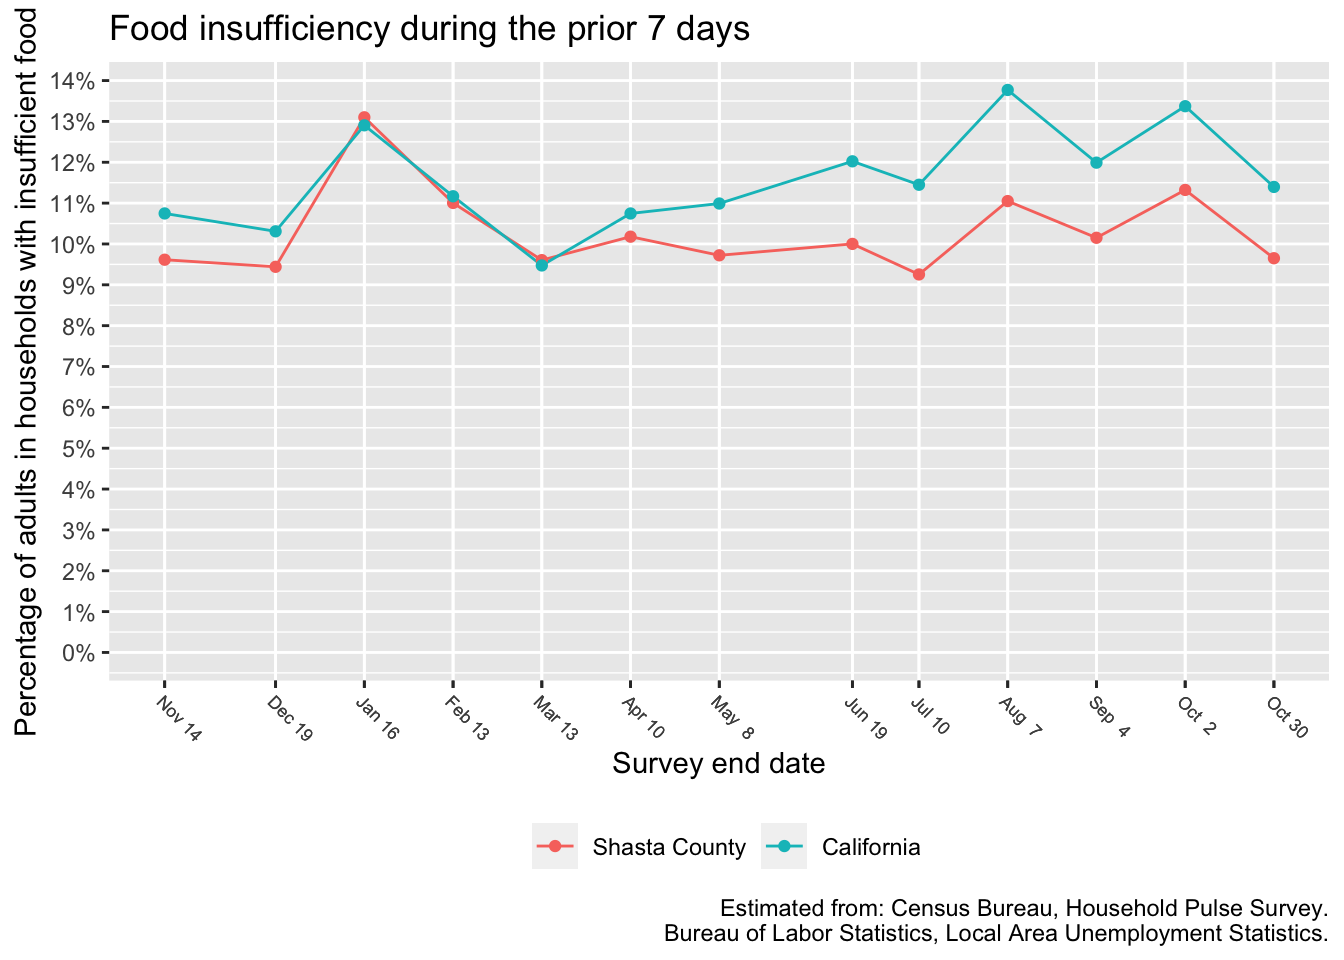 Food insufficiency during the prior 7 days
Percentage of adults in households with insufficient food
14%
13%
12%
11%
10%
9%
8%
7%
6%
5%
4%
3%
2%
1%
0%
Nov 14
Dec 19
Jan 16
Feb 13
Mar 13
Apr 10
May 8
Jun 19
Jul 10
Aug 7
Sep 4
Oct 2
Oct 30
Survey end date
Shasta County
California
Estimated from: Census Bureau, Household Pulse Survey.
Bureau of Labor Statistics, Local Area Unemployment Statistics.